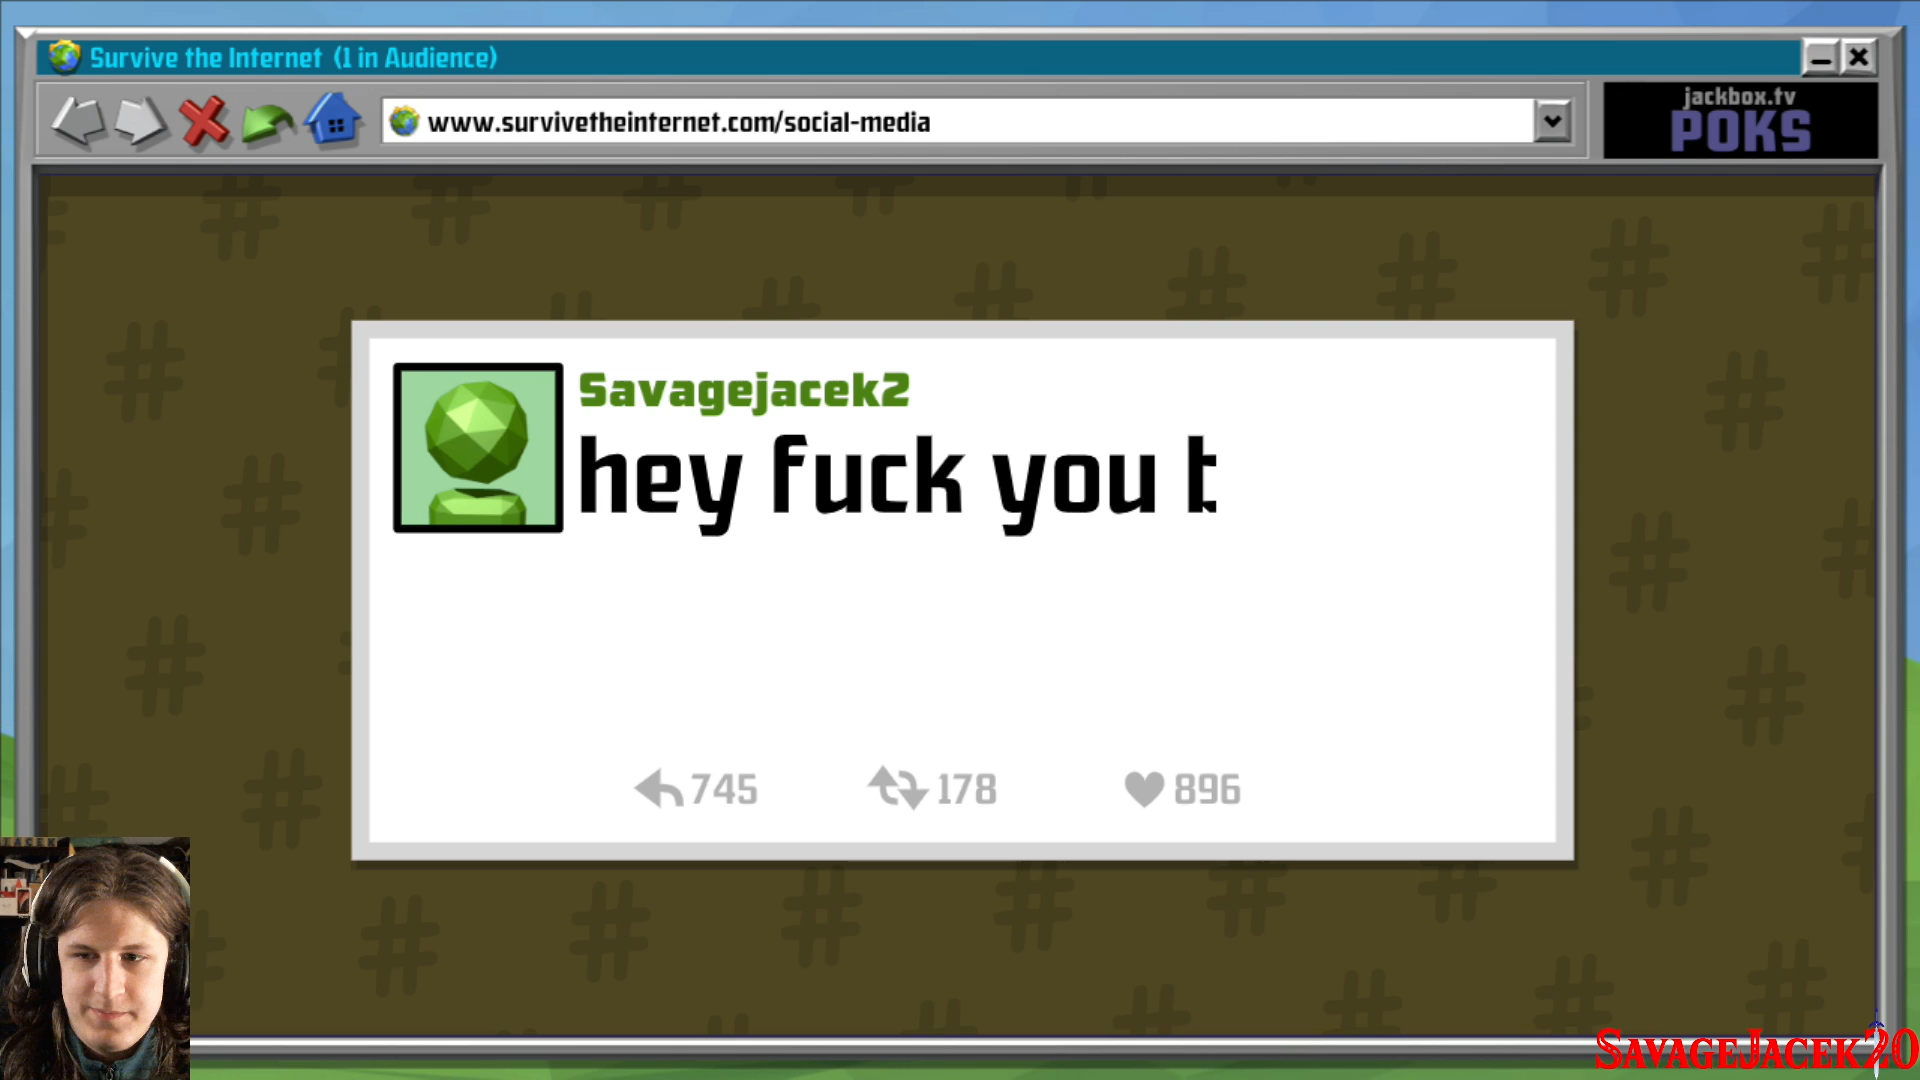 Survive the Internet (1 in Audience)
www.survivetheinternet.com/social-media
jackbox.tv
POKS
Savagejacek2
hey fuck you
745 178 896
JACEK
SavageJacek20